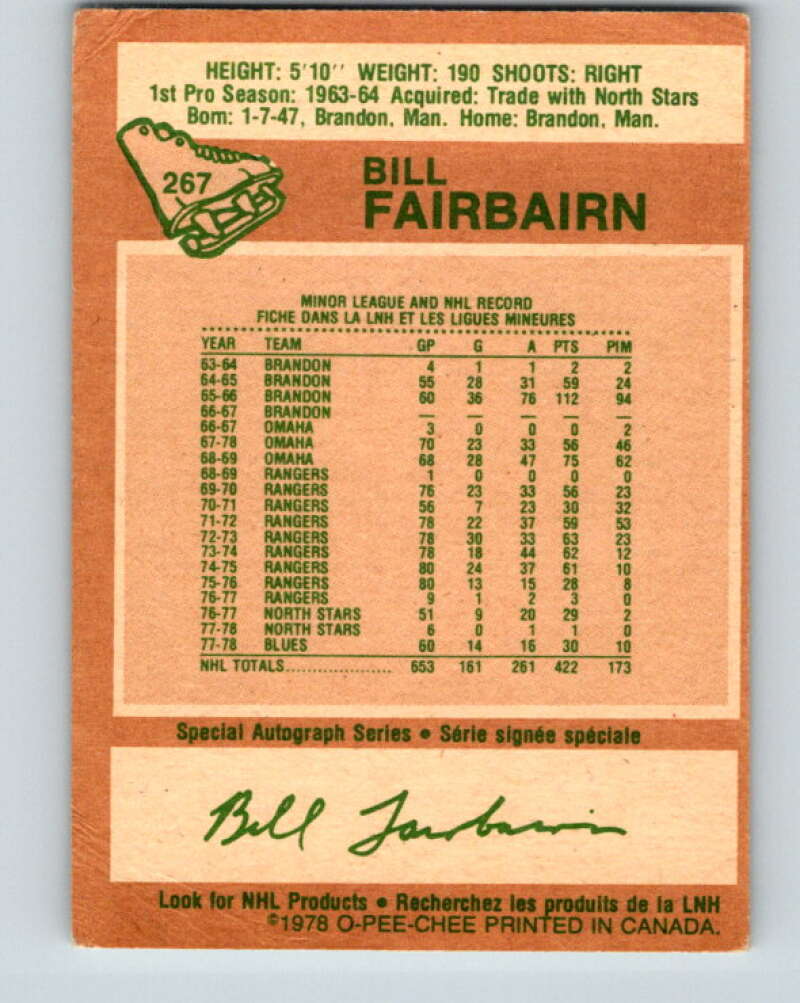 HEIGHT: 5'10'' WEIGHT: 190 SHOOTS: RIGHT
1st Pro Season: 1963-64 Acquired: Trade with North Stars
Born: 1-7-47, Brandon, Man. Home: Brandon, Man.
267
BILL
FAIRBAIRN
MINOR LEAGUE AND NHL RECORD
FICHE DANS LA LNH ET LES LIGUES MINEURES
YEAR TEAM GP G A PTS PIM
63-64 BRANDON 4 1 1 2 2
64-65 BRANDON 55 28 31 59 24
65-66 BRANDON 60 36 76 112 94
66-67 BRANDON — — — — —
66-67 OMAHA 3 0 0 0 2
67-78 OMAHA 70 23 33 56 46
68-69 OMAHA 68 28 47 75 62
68-69 RANGERS 1 0 0 0 0
69-70 RANGERS 76 23 33 56 23
70-71 RANGERS 56 7 23 30 32
71-72 RANGERS 78 22 37 59 53
72-73 RANGERS 78 30 33 63 23
73-74 RANGERS 78 18 44 62 12
74-75 RANGERS 80 24 37 61 10
75-76 RANGERS 80 13 15 28 8
76-77 RANGERS 9 1 2 3 0
76-77 NORTH STARS 51 9 20 29 2
77-78 NORTH STARS 6 0 1 1 0
77-78 BLUES 60 14 16 30 10
NHL TOTALS.................... 653 161 261 422 173
Special Autograph Series • Série signée spéciale
Bill Fairbairn
Look for NHL Products • Recherchez les produits de la LNH
©1978 O-PEE-CHEE PRINTED IN CANADA.